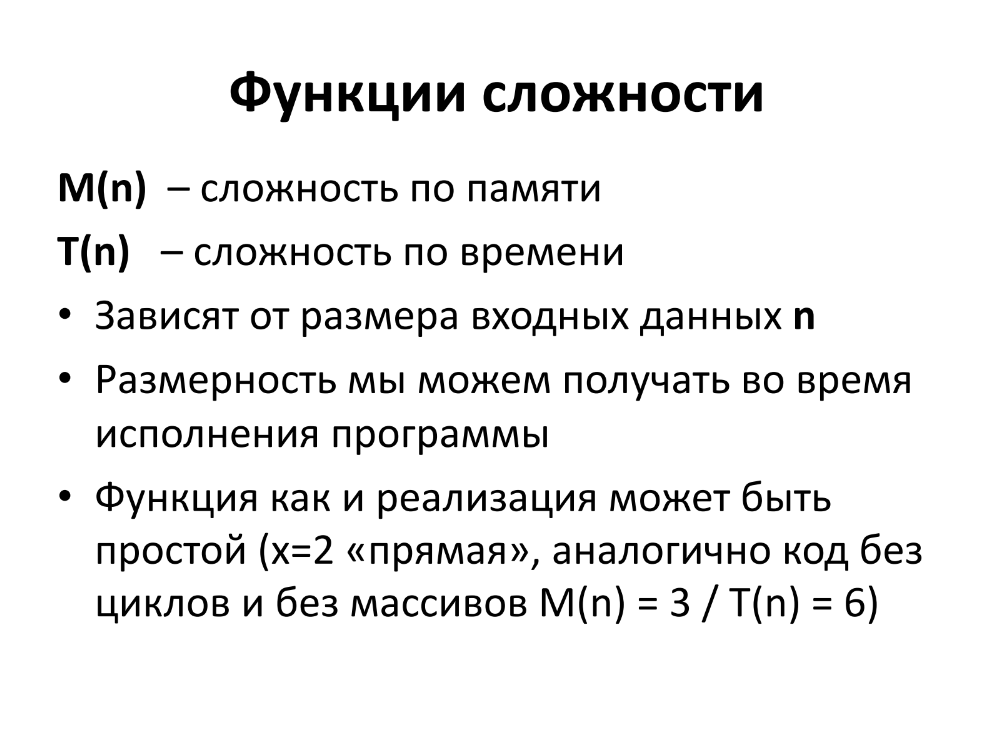 Функции сложности
M(n) – сложность по памяти
T(n) – сложность по времени
• Зависят от размера входных данных n
• Размерность мы можем получать во время
исполнения программы
• Функция как и реализация может быть
простой (x=2 «прямая», аналогично код без
циклов и без массивов M(n) = 3 / T(n) = 6)